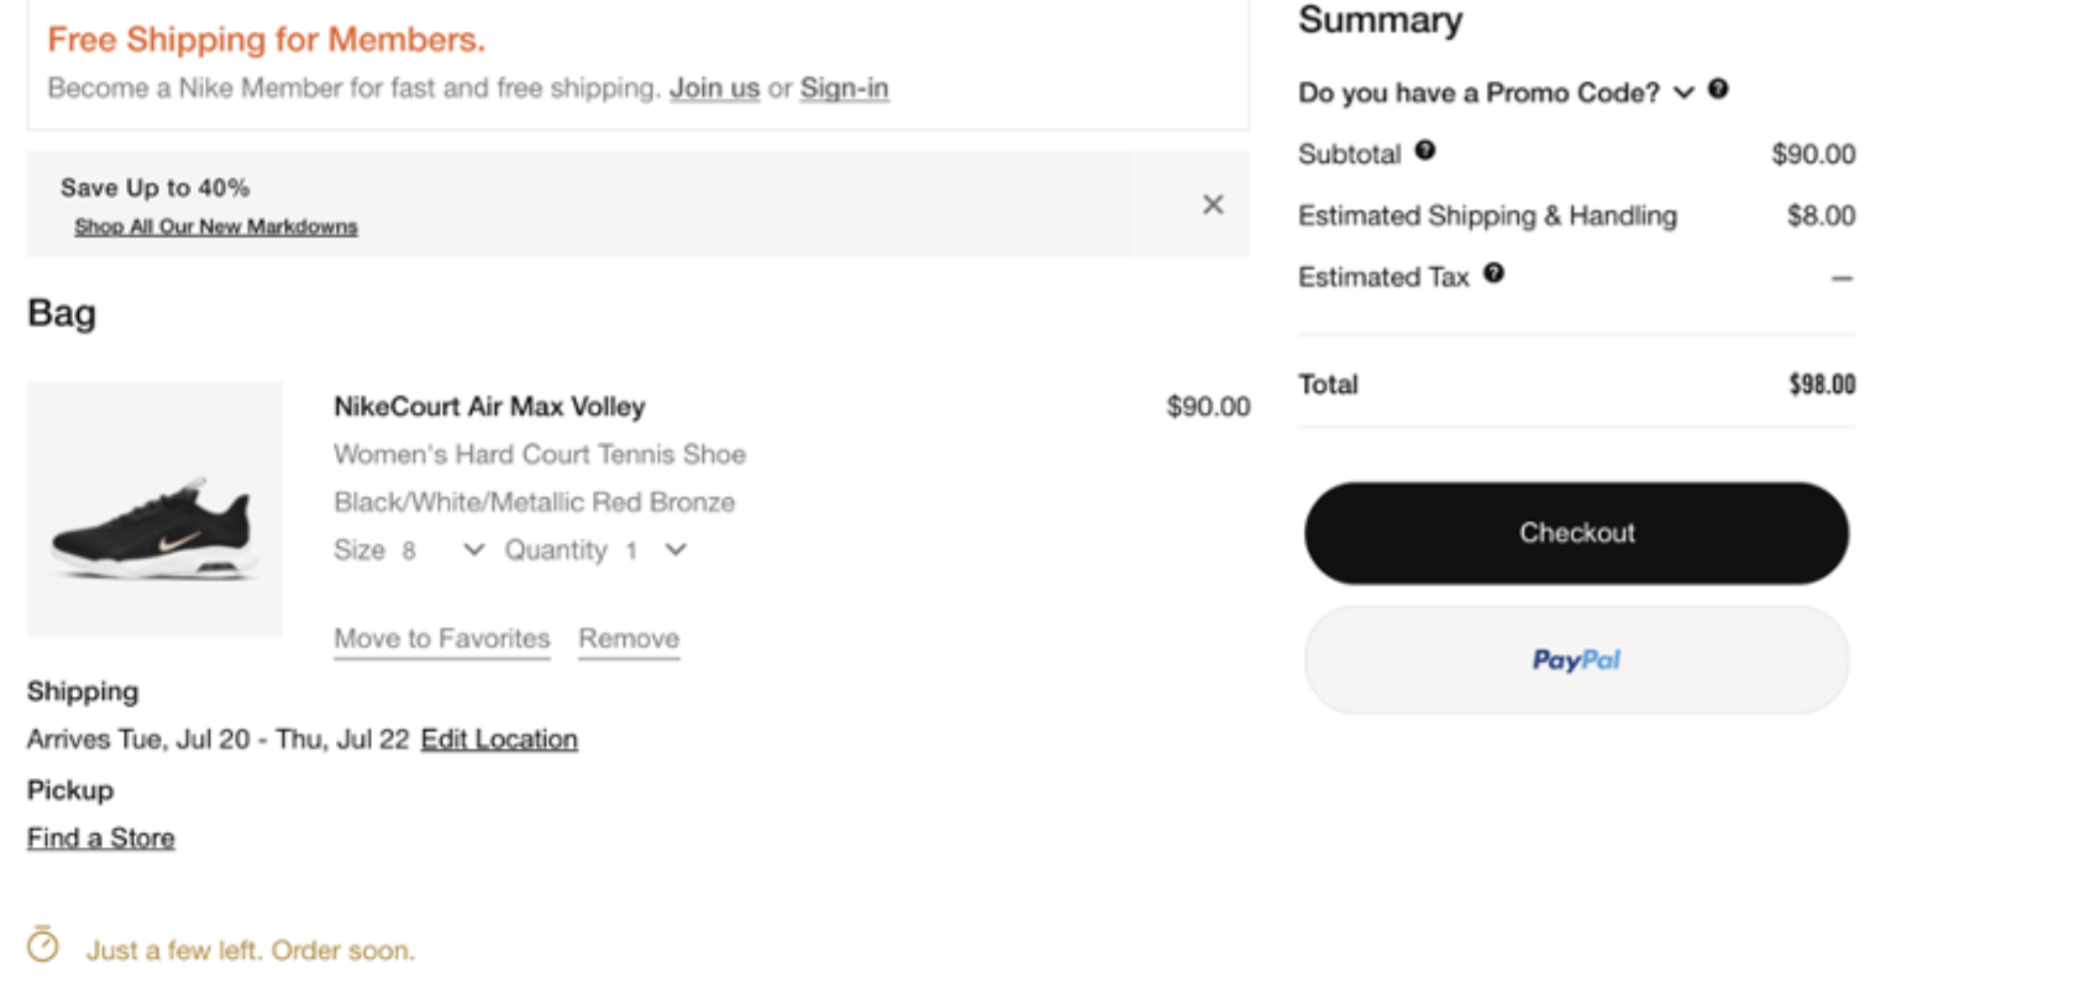 Free Shipping for Members.
Become a Nike Member for fast and free shipping. Join us or Sign-in
Save Up to 40%
Shop All Our New Markdowns
Bag
NikeCourt Air Max Volley $90.00
Women's Hard Court Tennis Shoe
Black/White/Metallic Red Bronze
Size 8 Quantity 1
Move to Favorites Remove
Shipping
Arrives Tue, Jul 20 - Thu, Jul 22 Edit Location
Pickup
Find a Store
Just a few left. Order soon.
Summary
Do you have a Promo Code?
Subtotal $90.00
Estimated Shipping & Handling $8.00
Estimated Tax —
Total $98.00
Checkout
PayPal